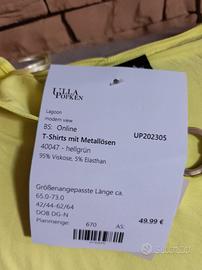 ULLA
POPKEN
Lagoon
modern view
BS: Online
T-Shirts mit Metallösen
UP202305
40047 - hellgrün
95% Viskose, 5% Elasthan
Größenangepasste Länge ca.
65.0-73.0
42/44-62/64
DOB DG-N
49.99 €
Planmenge: 670 AS:
subito